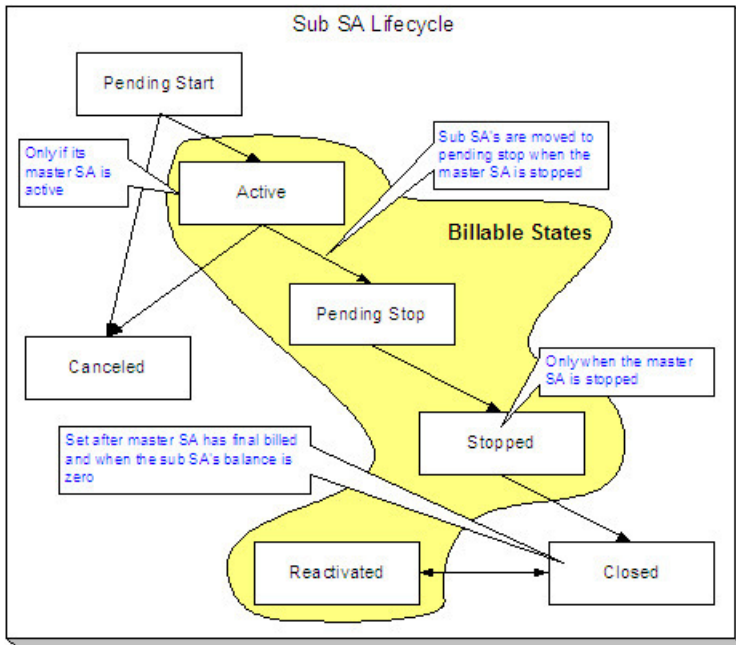 Sub SA Lifecycle
Pending Start
Only if its
master SA is
active
Sub SA's are moved to
pending stop when the
master SA is stopped
Active
Billable States
Pending Stop
Canceled
Only when the master
SA is stopped
Set after master SA has final billed
and when the sub SA's balance is
zero
Stopped
Reactivated
Closed